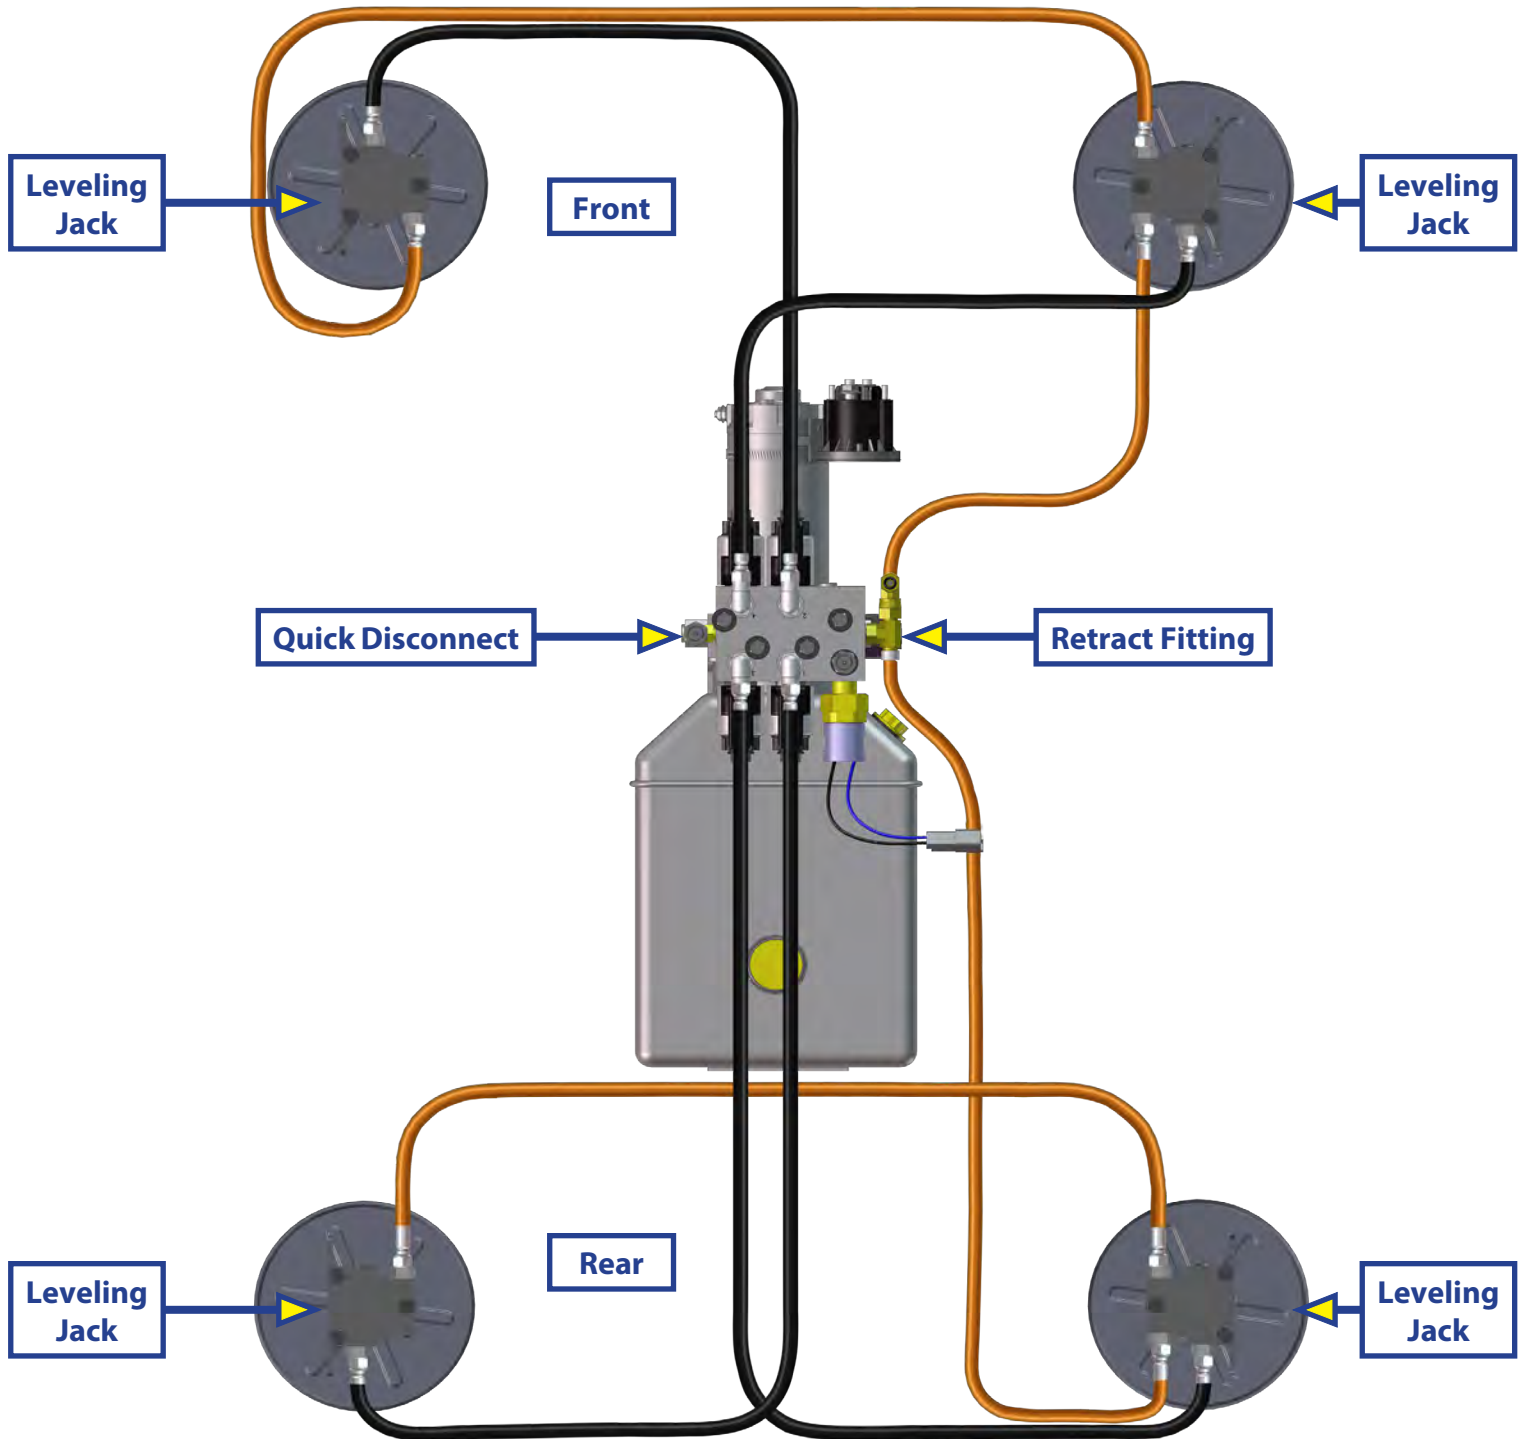 Leveling
Jack
Front
Leveling
Jack
Quick Disconnect
Retract Fitting
Leveling
Jack
Rear
Leveling
Jack